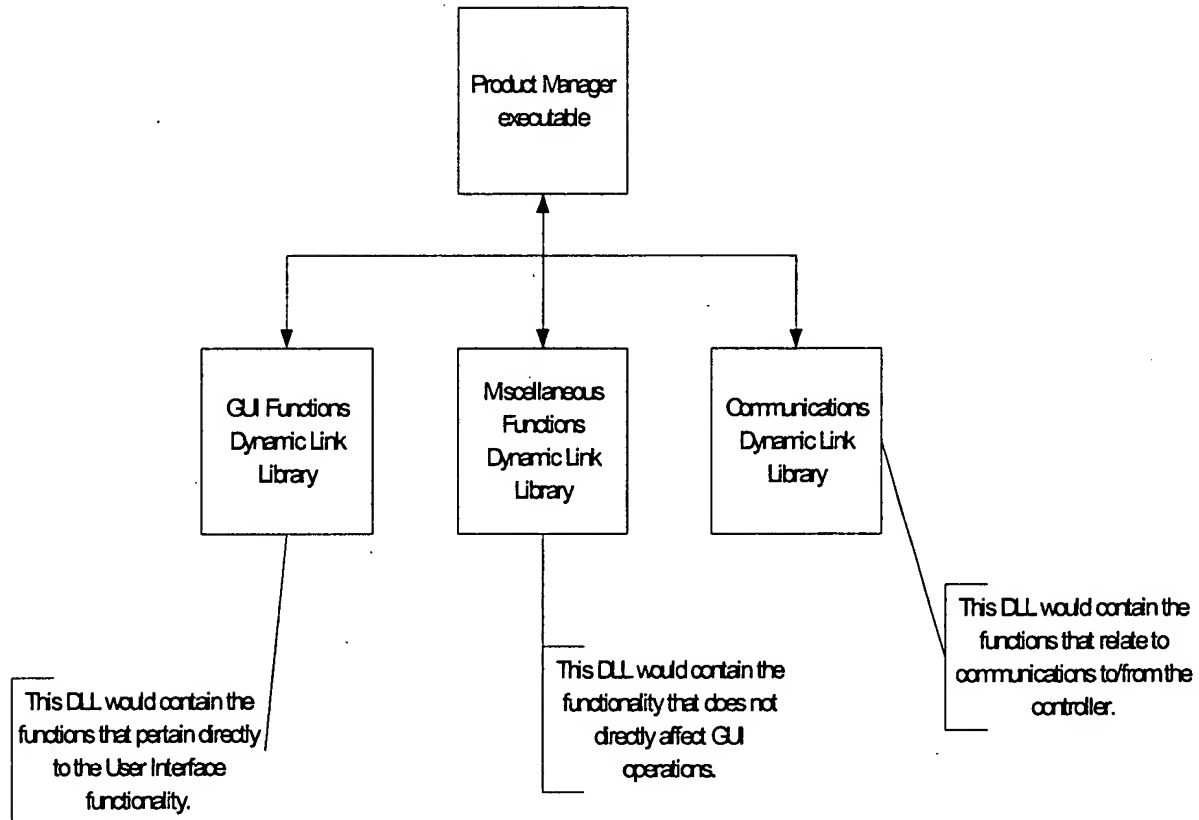 Product Manager
executable
GUI Functions
Dynamic Link
Library
Miscellaneous
Functions
Dynamic Link
Library
Communications
Dynamic Link
Library
This DLL would contain the
functions that pertain directly
to the User Interface
functionality.
This DLL would contain the
functionality that does not
directly affect GUI
operations.
This DLL would contain the
functions that relate to
communications to/from the
controller.